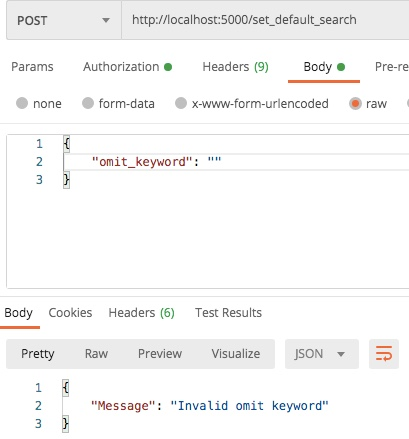 POST http://localhost:5000/set_default_search
Params Authorization Headers (9) Body Pre-re
none form-data x-www-form-urlencoded raw
1 {
2 "omit_keyword": ""
3 }
Body Cookies Headers (6) Test Results
Pretty Raw Preview Visualize JSON
1 {
2 "Message": "Invalid omit keyword"
3 }